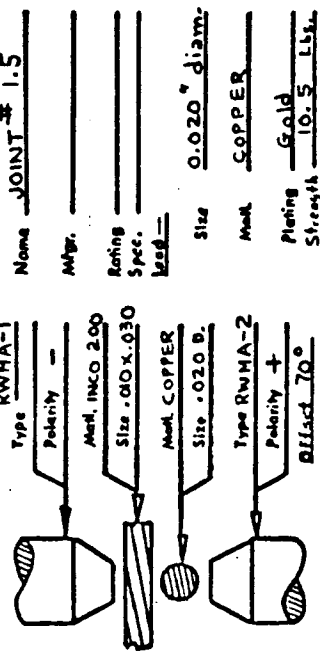 Type RWMA-1
Polarity -
Matl. INCO 200
Size .010 x .030
Matl COPPER
Size .020 D.
Type RWMA-2
Polarity +
Offset 70°
Name JOINT # 1.5
Mfgr.
Rating
Spec.
Lead —
Size 0.020" diam.
Matl COPPER
Plating Gold
Strength 10.5 Lbs.